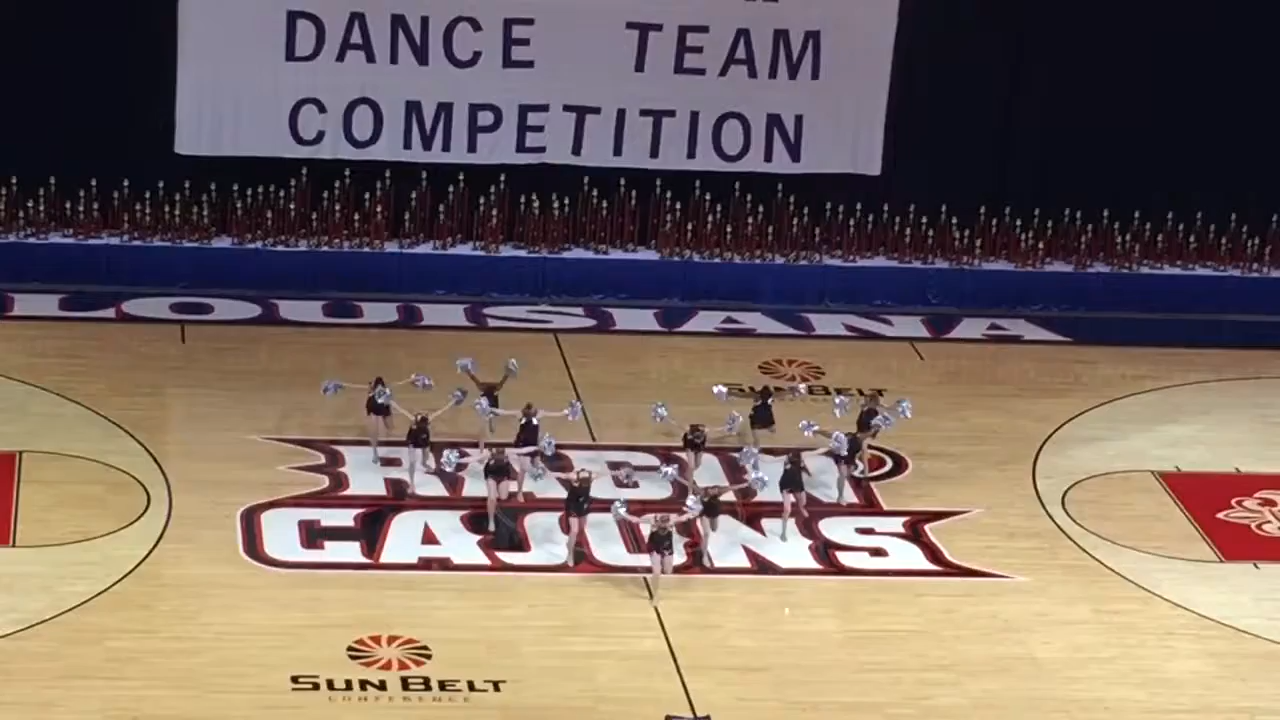 DANCE TEAM
COMPETITION
LOUISIANA
SUN BELT
RAGIN
CAJUNS
SUN BELT
CONFERENCE